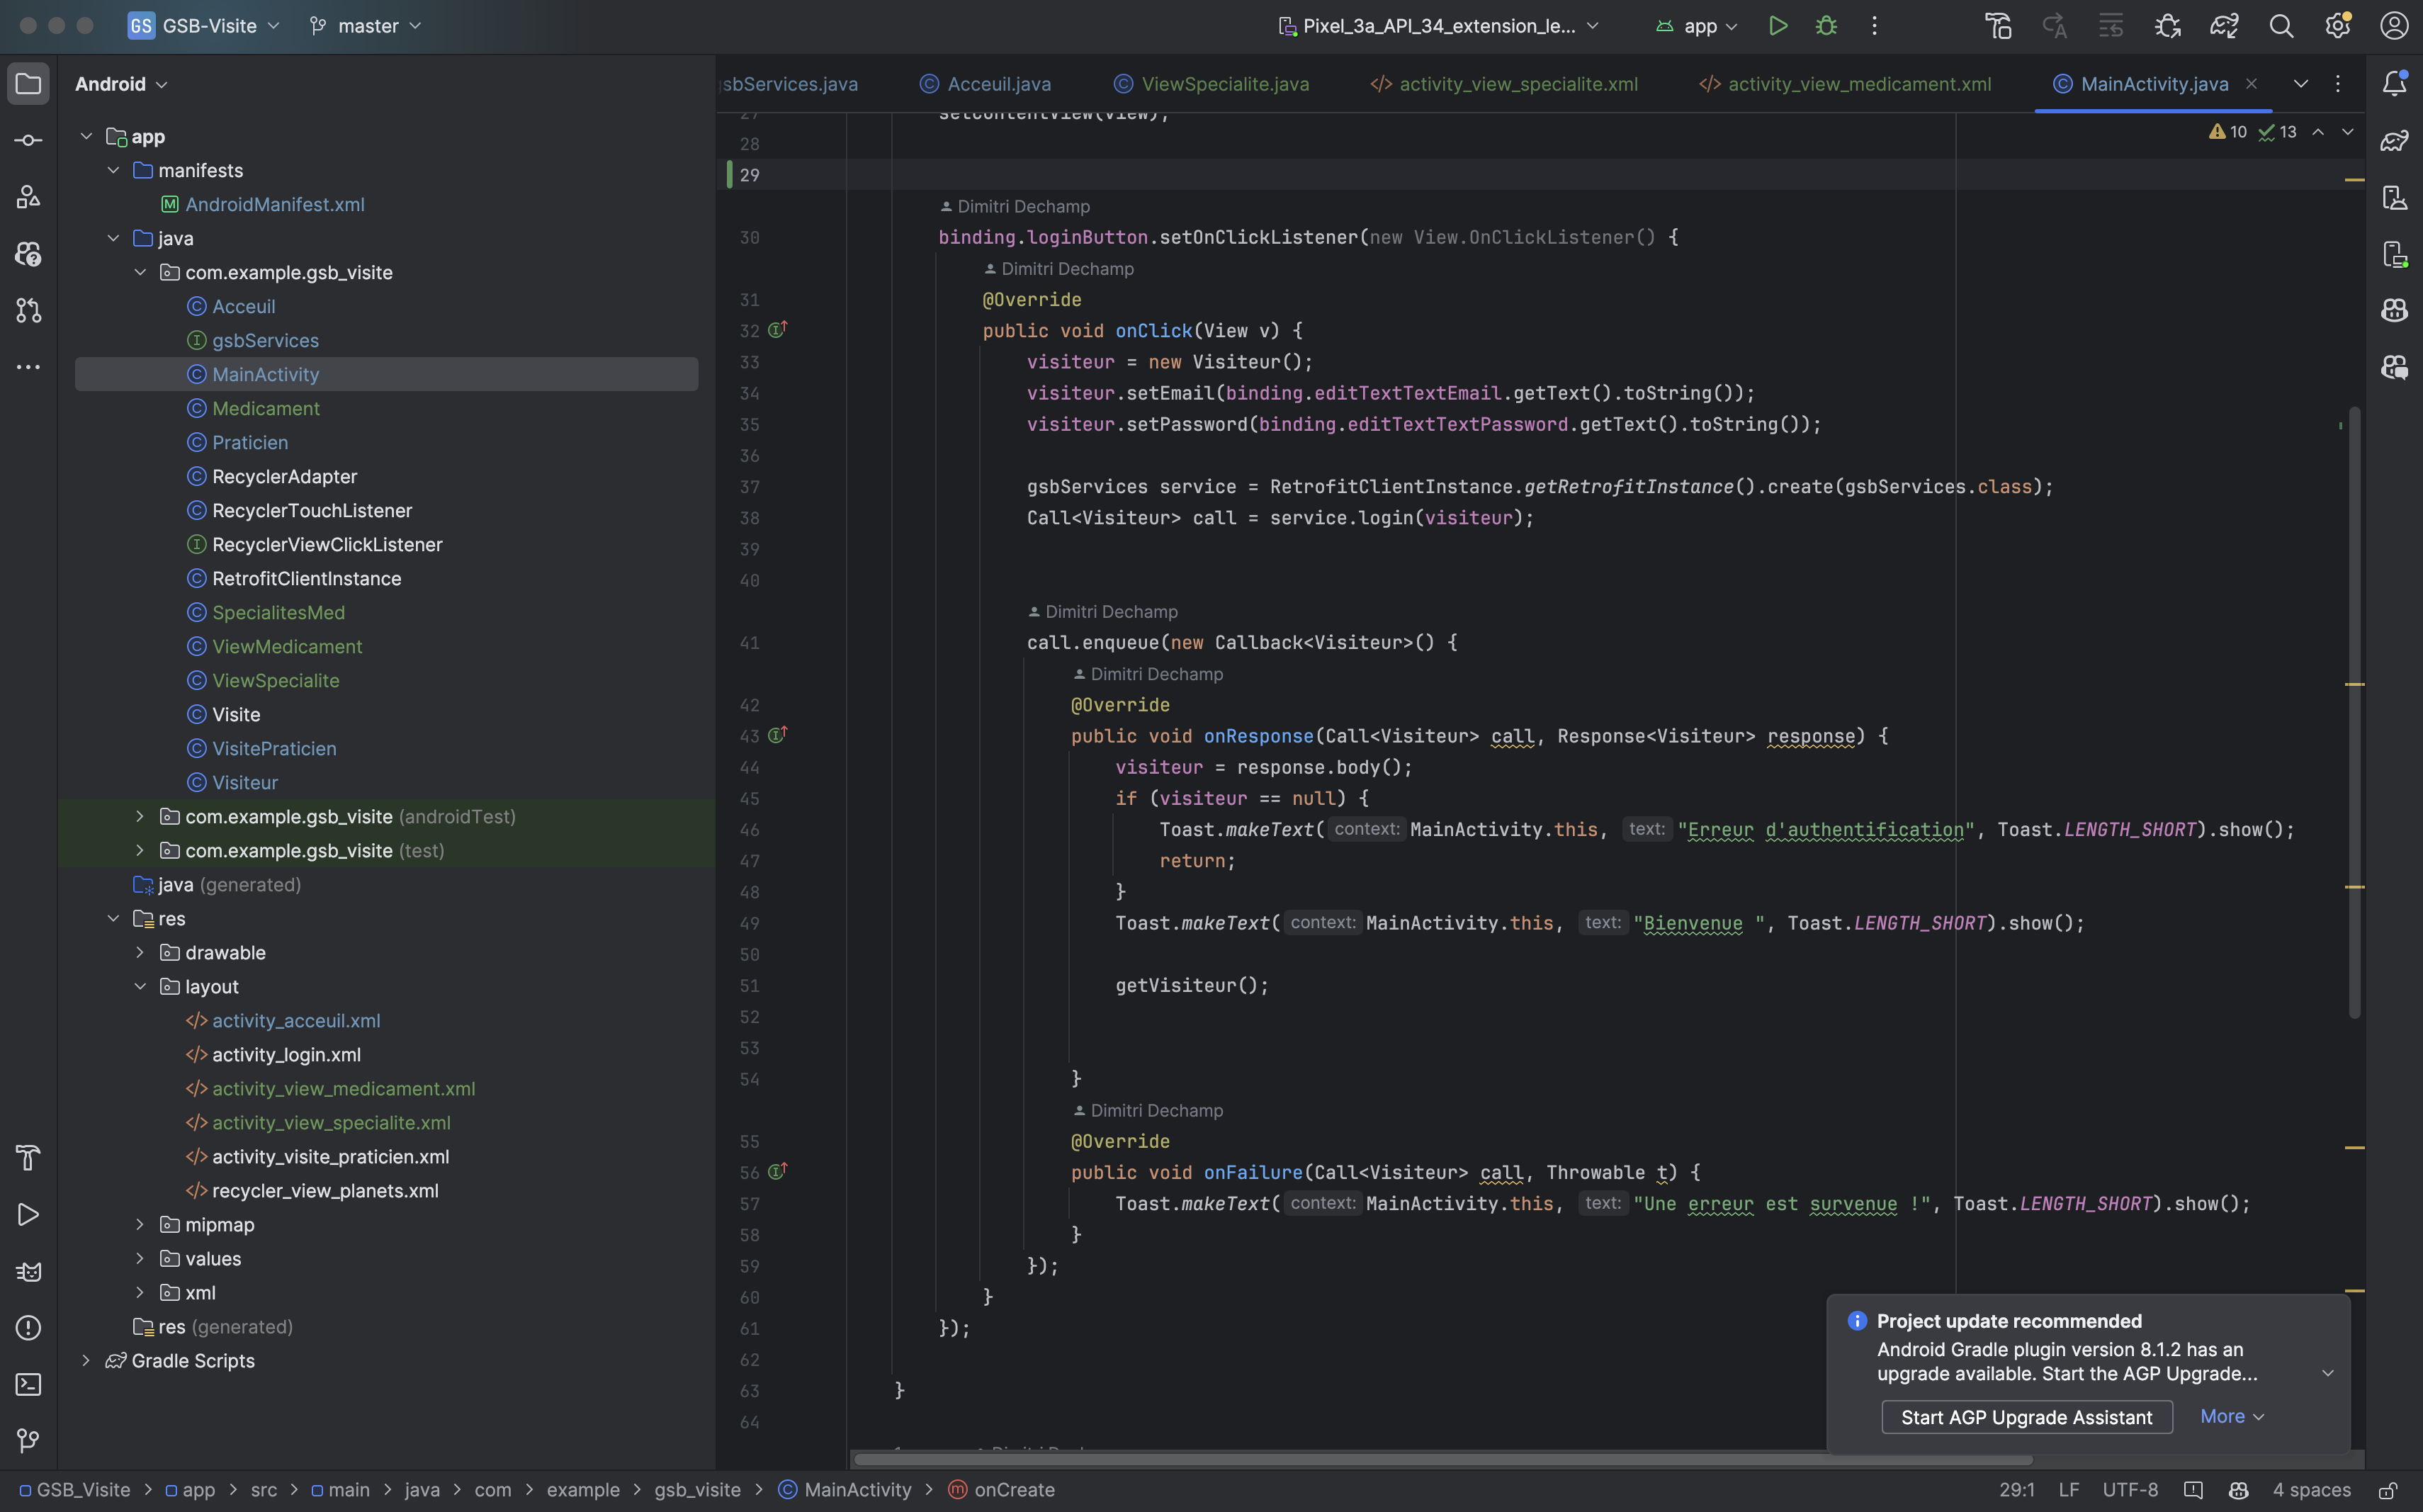 GS GSB-Visite master Pixel_3a_API_34_extension_le... app
Android
app
manifests
AndroidManifest.xml
java
com.example.gsb_visite
Acceuil
gsbServices
MainActivity
Medicament
Praticien
RecyclerAdapter
RecyclerTouchListener
RecyclerViewClickListener
RetrofitClientInstance
SpecialitesMed
ViewMedicament
ViewSpecialite
Visite
VisitePraticien
Visiteur
com.example.gsb_visite (androidTest)
com.example.gsb_visite (test)
java (generated)
res
drawable
layout
activity_acceuil.xml
activity_login.xml
activity_view_medicament.xml
activity_view_specialite.xml
activity_visite_praticien.xml
recycler_view_planets.xml
mipmap
values
xml
res (generated)
Gradle Scripts
gsbServices.java Acceuil.java ViewSpecialite.java activity_view_specialite.xml activity_view_medicament.xml MainActivity.java
10 13
27 setContentView(view);
28
29
Dimitri Dechamp
30 binding.loginButton.setOnClickListener(new View.OnClickListener() {
Dimitri Dechamp
31 @Override
32 public void onClick(View v) {
33 visiteur = new Visiteur();
34 visiteur.setEmail(binding.editTextTextEmail.getText().toString());
35 visiteur.setPassword(binding.editTextTextPassword.getText().toString());
36
37 gsbServices service = RetrofitClientInstance.getRetrofitInstance().create(gsbServices.class);
38 Call<Visiteur> call = service.login(visiteur);
39
40
Dimitri Dechamp
41 call.enqueue(new Callback<Visiteur>() {
Dimitri Dechamp
42 @Override
43 public void onResponse(Call<Visiteur> call, Response<Visiteur> response) {
44 visiteur = response.body();
45 if (visiteur == null) {
46 Toast.makeText( context: MainActivity.this, text: "Erreur d'authentification", Toast.LENGTH_SHORT).show();
47 return;
48 }
49 Toast.makeText( context: MainActivity.this, text: "Bienvenue ", Toast.LENGTH_SHORT).show();
50
51 getVisiteur();
52
53
54 }
Dimitri Dechamp
55 @Override
56 public void onFailure(Call<Visiteur> call, Throwable t) {
57 Toast.makeText( context: MainActivity.this, text: "Une erreur est survenue !", Toast.LENGTH_SHORT).show();
58 }
59 });
60 }
61 });
62
63 }
64
Project update recommended
Android Gradle plugin version 8.1.2 has an
upgrade available. Start the AGP Upgrade...
Start AGP Upgrade Assistant More
GSB_Visite > app > src > main > java > com > example > gsb_visite > MainActivity > onCreate 29:1 LF UTF-8 4 spaces